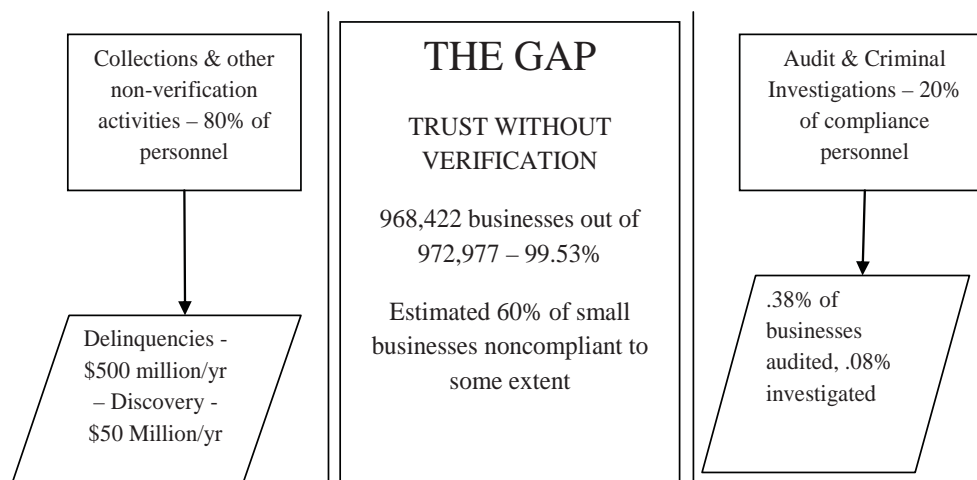 Collections & other
non-verification
activities – 80% of
personnel
Delinquencies -
$500 million/yr
– Discovery -
$50 Million/yr
THE GAP
TRUST WITHOUT
VERIFICATION
968,422 businesses out of
972,977 – 99.53%
Estimated 60% of small
businesses noncompliant to
some extent
Audit & Criminal
Investigations – 20%
of compliance
personnel
.38% of
businesses
audited, .08%
investigated